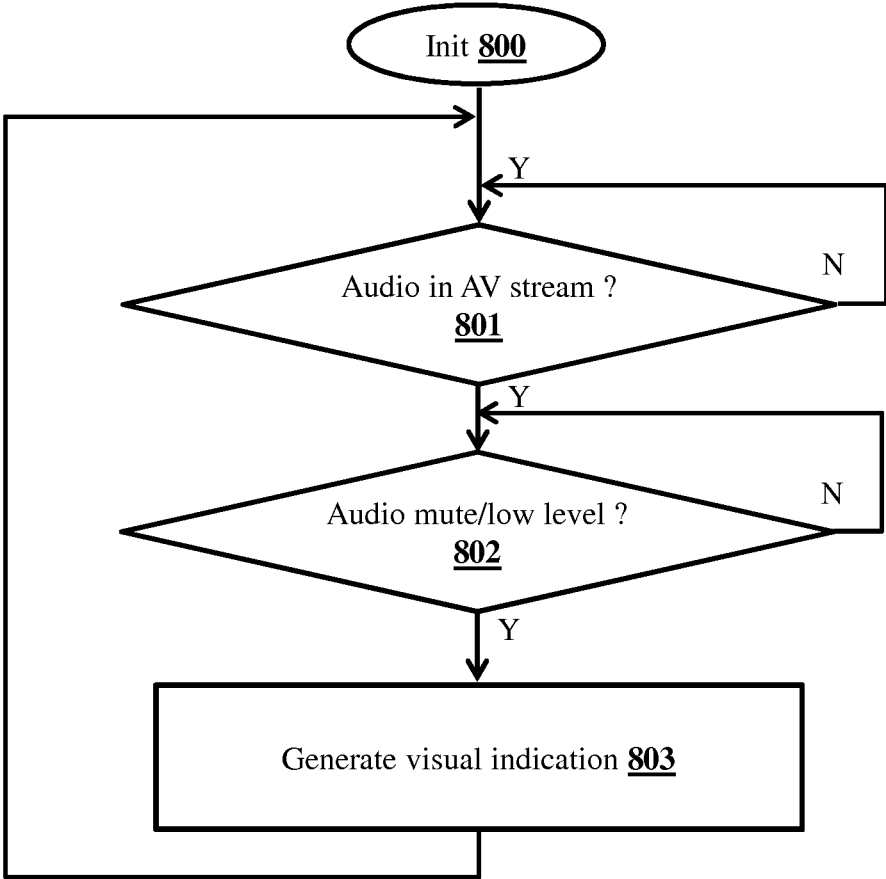 Init 800
Y
N
Audio in AV stream ?
801
Y
N
Audio mute/low level ?
802
Y
Generate visual indication 803